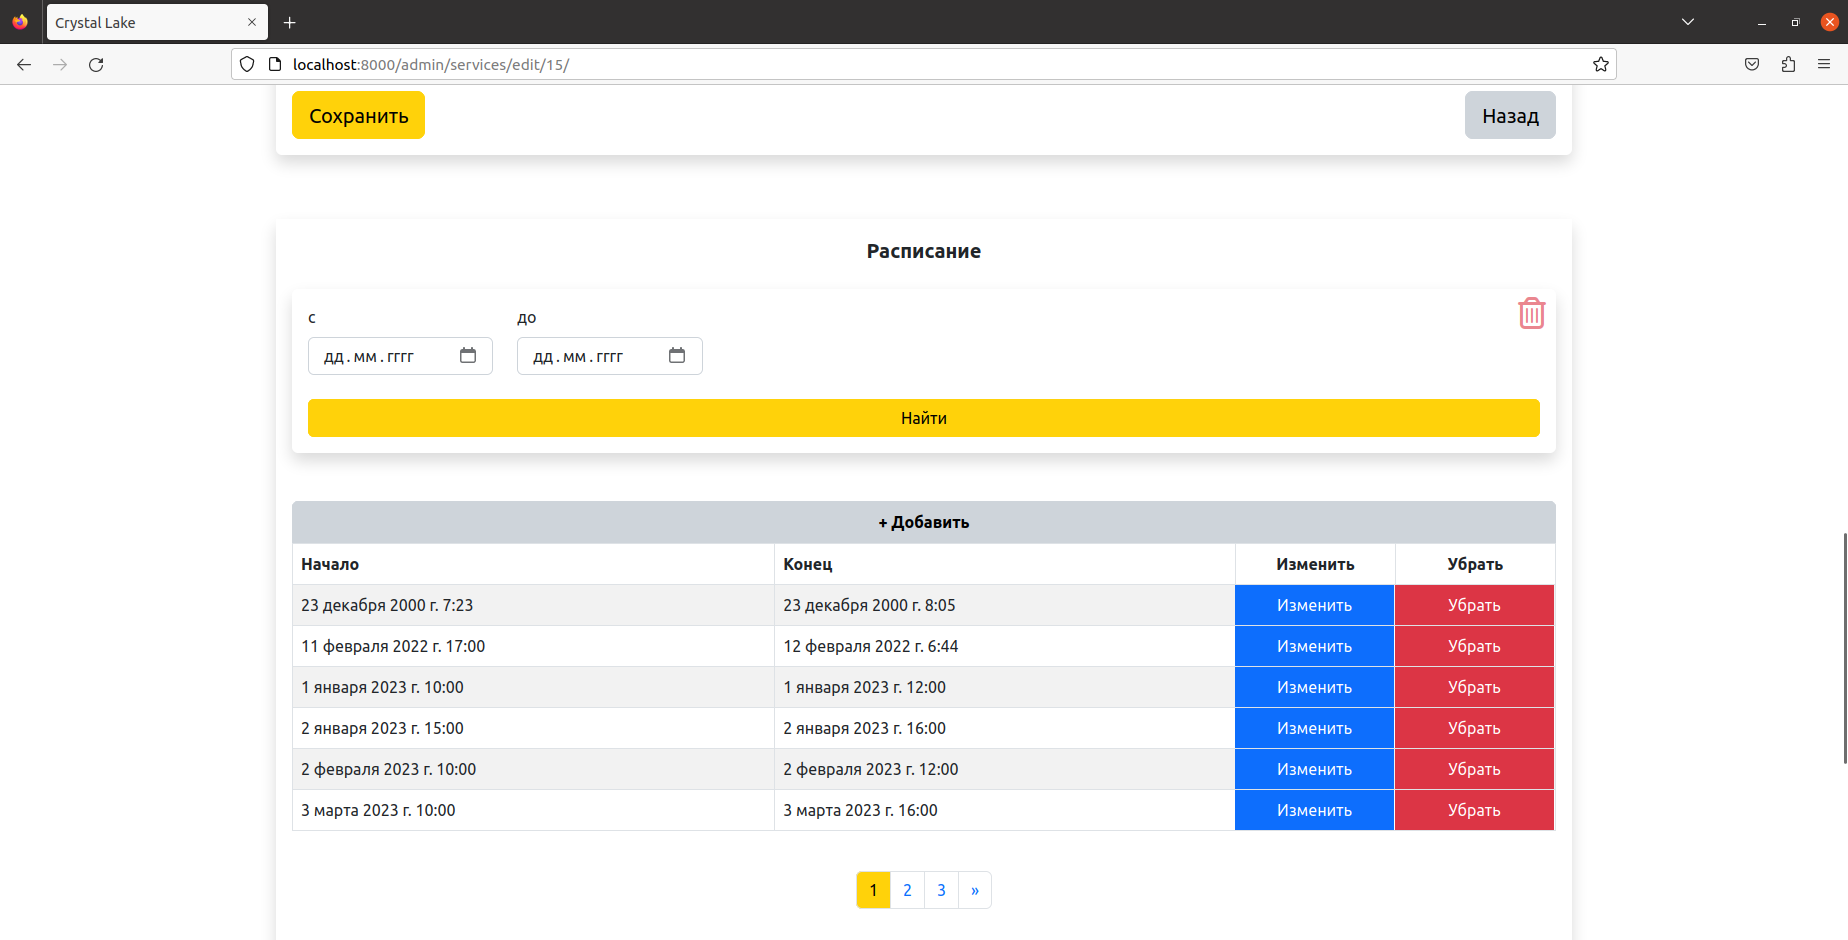 Crystal Lake
localhost:8000/admin/services/edit/15/
Сохранить
Назад
Расписание
с
до
дд.мм.гггг
дд.мм.гггг
Найти
+ Добавить
Начало Конец Изменить Убрать
23 декабря 2000 г. 7:23 23 декабря 2000 г. 8:05 Изменить Убрать
11 февраля 2022 г. 17:00 12 февраля 2022 г. 6:44 Изменить Убрать
1 января 2023 г. 10:00 1 января 2023 г. 12:00 Изменить Убрать
2 января 2023 г. 15:00 2 января 2023 г. 16:00 Изменить Убрать
2 февраля 2023 г. 10:00 2 февраля 2023 г. 12:00 Изменить Убрать
3 марта 2023 г. 10:00 3 марта 2023 г. 16:00 Изменить Убрать
1 2 3 »